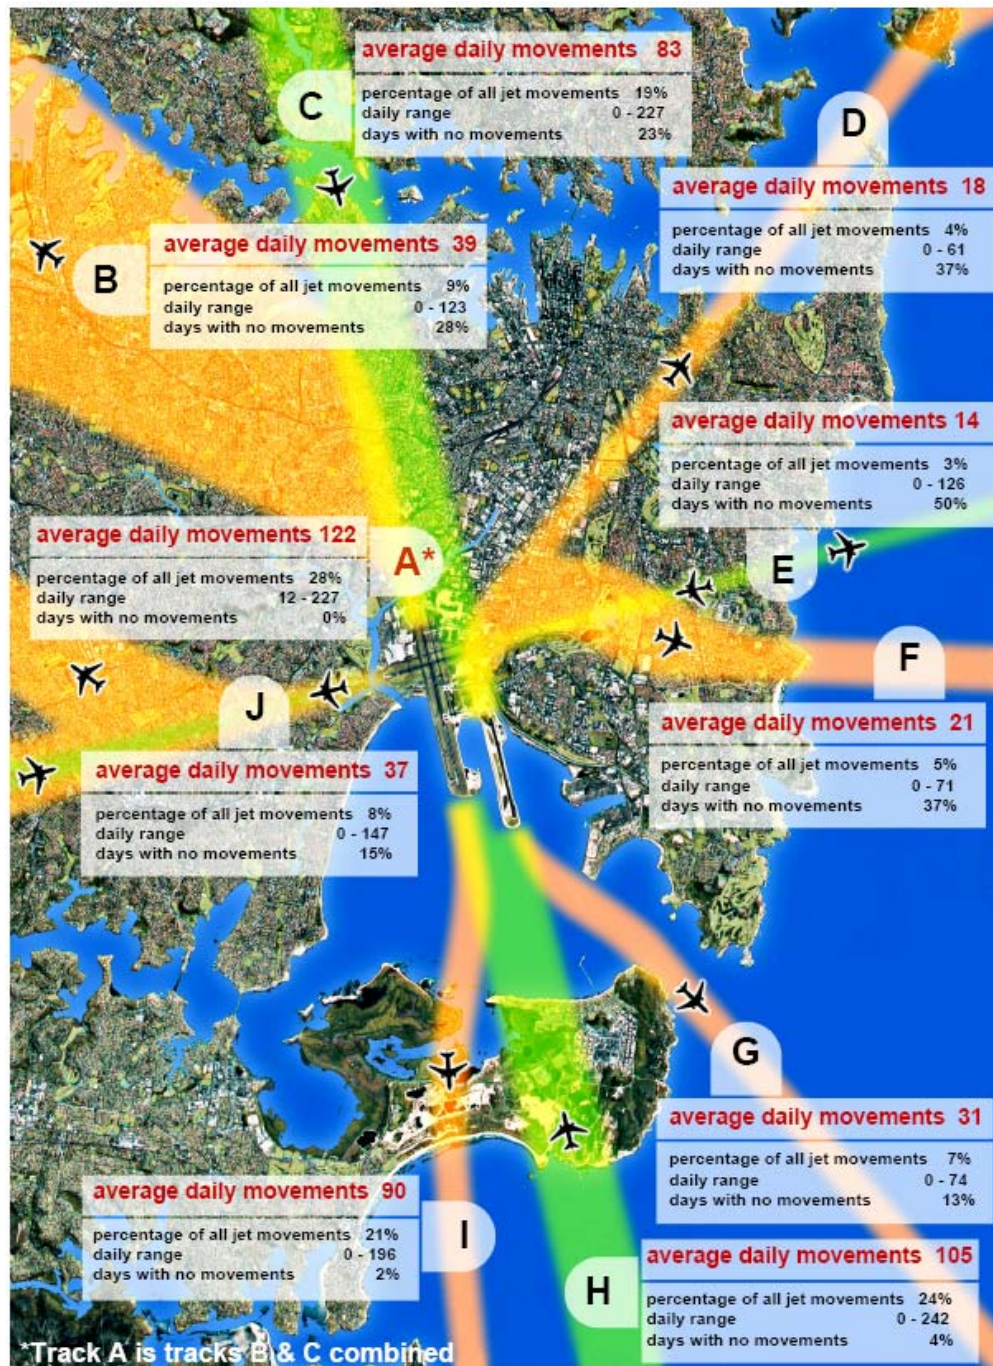 C
average daily movements 83
percentage of all jet movements 19%
daily range 0 - 227
days with no movements 23%
D
average daily movements 18
percentage of all jet movements 4%
daily range 0 - 61
days with no movements 37%
B
average daily movements 39
percentage of all jet movements 9%
daily range 0 - 123
days with no movements 28%
average daily movements 14
percentage of all jet movements 3%
daily range 0 - 126
days with no movements 50%
E
average daily movements 122
percentage of all jet movements 28%
daily range 12 - 227
days with no movements 0%
A*
F
average daily movements 21
percentage of all jet movements 5%
daily range 0 - 71
days with no movements 37%
J
average daily movements 37
percentage of all jet movements 8%
daily range 0 - 147
days with no movements 15%
G
average daily movements 31
percentage of all jet movements 7%
daily range 0 - 74
days with no movements 13%
average daily movements 90
percentage of all jet movements 21%
daily range 0 -196
days with no movements 2%
I
H
average daily movements 105
percentage of all jet movements 24%
daily range 0 - 242
days with no movements 4%
*Track A is tracks B & C combined